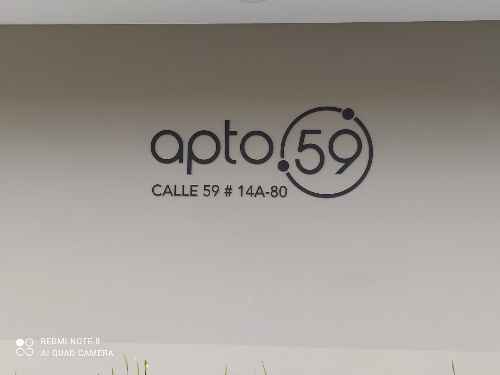 apto 59
CALLE 59 # 14A-80
REDMI NOTE 8
AI QUAD CAMERA